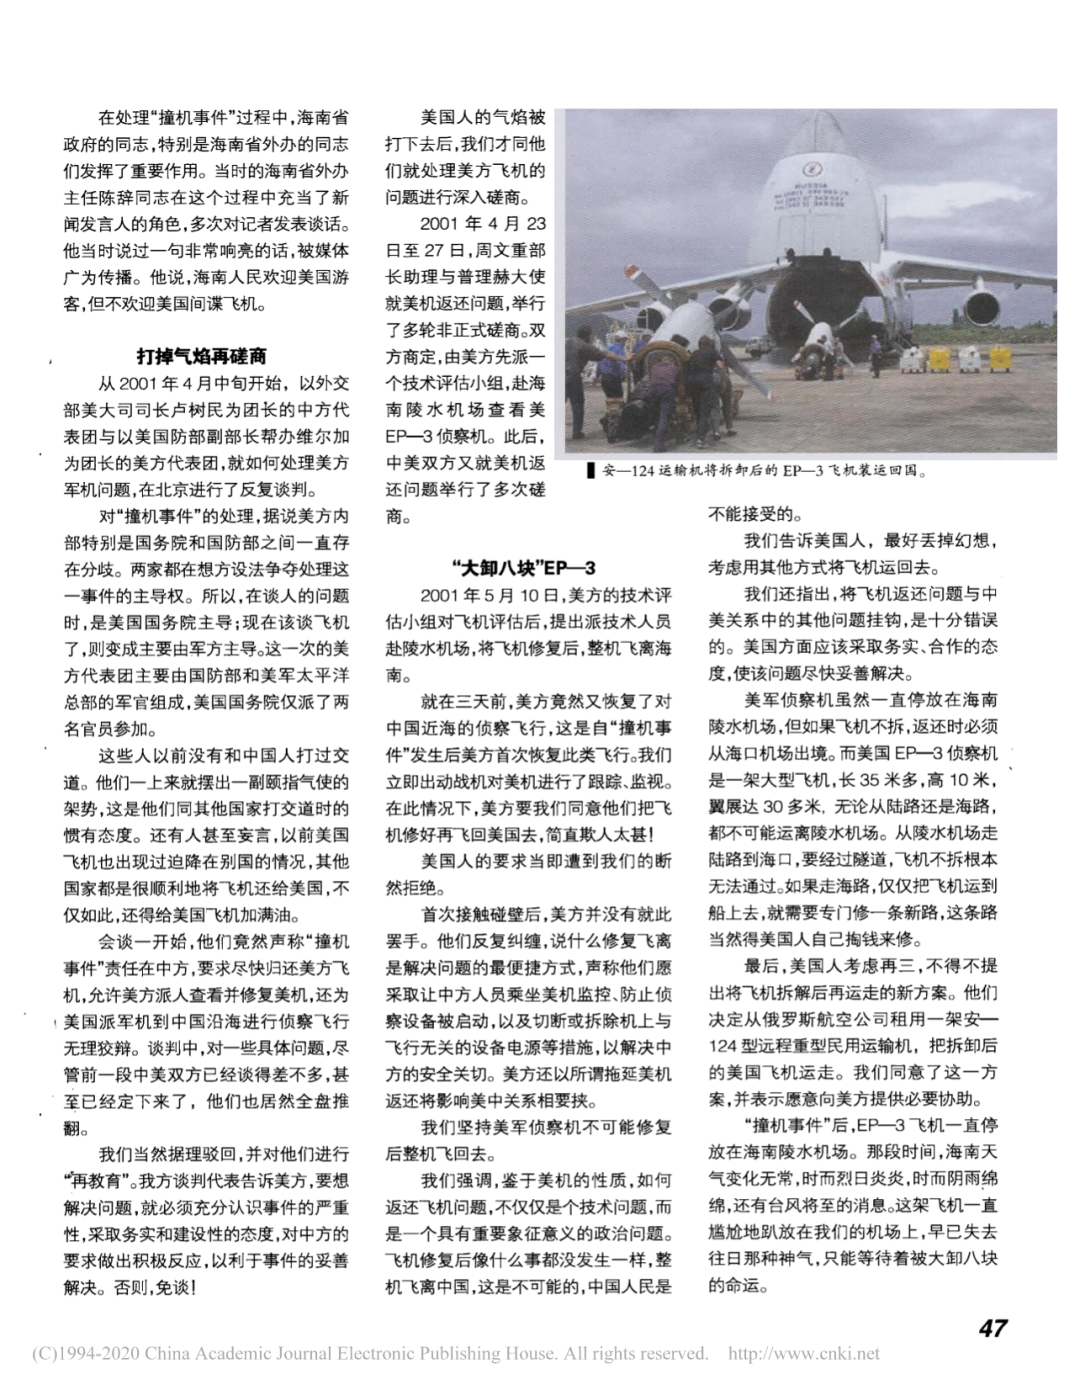 在处理“撞机事件”过程中,海南省
政府的同志,特别是海南省外办的同志
们发挥了重要作用。当时的海南省外办
主任陈辞同志在这个过程中充当了新
闻发言人的角色,多次对记者发表谈话。
他当时说过一句非常响亮的话,被媒体
广为传播。他说,海南人民欢迎美国游
客,但不欢迎美国间谍飞机。
打掉气焰再磋商
从2001年4月中旬开始，以外交
部美大司司长卢树民为团长的中方代
表团与以美国防部副部长帮办维尔加
为团长的美方代表团,就如何处理美方
军机问题,在北京进行了反复谈判。
对“撞机事件”的处理,据说美方内
部特别是国务院和国防部之间一直存
在分歧。两家都在想方设法争夺处理这
一事件的主导权。所以,在谈人的问题
时,是美国国务院主导;现在该谈飞机
了,则变成主要由军方主导。这一次的美
方代表团主要由国防部和美军太平洋
总部的军官组成,美国国务院仅派了两
名官员参加。
这些人以前没有和中国人打过交
道。他们一上来就摆出一副颐指气使的
架势,这是他们同其他国家打交道时的
惯有态度。还有人甚至妄言,以前美国
飞机也出现过迫降在别国的情况,其他
国家都是很顺利地将飞机还给美国,不
仅如此,还得给美国飞机加满油。
会谈一开始,他们竟然声称“撞机
事件”责任在中方,要求尽快归还美方飞
机,允许美方派人查看并修复美机,还为
美国派军机到中国沿海进行侦察飞行
无理狡辩。谈判中,对一些具体问题,尽
管前一段中美双方已经谈得差不多,甚
至已经定下来了，他们也居然全盘推
翻。
我们当然据理驳回,并对他们进行
“再教育”。我方谈判代表告诉美方,要想
解决问题,就必须充分认识事件的严重
性,采取务实和建设性的态度,对中方的
要求做出积极反应,以利于事件的妥善
解决。否则,免谈!
美国人的气焰被
打下去后,我们才同他
们就处理美方飞机的
问题进行深入磋商。
2001年4月23
日至27日,周文重部
长助理与普理赫大使
就美机返还问题,举行
了多轮非正式磋商。双
方商定,由美方先派一
个技术评估小组,赴海
南陵水机场查看美
EP—3侦察机。此后,
中美双方又就美机返
还问题举行了多次磋
商。
“大卸八块”EP—3
2001年5月10日,美方的技术评
估小组对飞机评估后,提出派技术人员
赴陵水机场,将飞机修复后,整机飞离海
南。
就在三天前,美方竟然又恢复了对
中国近海的侦察飞行,这是自“撞机事
件”发生后美方首次恢复此类飞行。我们
立即出动战机对美机进行了跟踪、监视。
在此情况下,美方要我们同意他们把飞
机修好再飞回美国去,简直欺人太甚!
美国人的要求当即遭到我们的断
然拒绝。
首次接触碰壁后,美方并没有就此
罢手。他们反复纠缠,说什么修复飞离
是解决问题的最便捷方式,声称他们愿
采取让中方人员乘坐美机监控、防止侦
察设备被启动,以及切断或拆除机上与
飞行无关的设备电源等措施,以解决中
方的安全关切。美方还以所谓拖延美机
返还将影响美中关系相要挟。
我们坚持美军侦察机不可能修复
后整机飞回去。
我们强调,鉴于美机的性质,如何
返还飞机问题,不仅仅是个技术问题,而
是一个具有重要象征意义的政治问题。
飞机修复后像什么事都没发生一样,整
机飞离中国,这是不可能的,中国人民是
安—124运输机将拆卸后的EP—3飞机装运回国。
不能接受的。
我们告诉美国人，最好丢掉幻想,
考虑用其他方式将飞机运回去。
我们还指出,将飞机返还问题与中
美关系中的其他问题挂钩,是十分错误
的。美国方面应该采取务实、合作的态
度,使该问题尽快妥善解决。
美军侦察机虽然一直停放在海南
陵水机场,但如果飞机不拆,返还时必须
从海口机场出境。而美国EP—3侦察机
是一架大型飞机,长35米多,高10米,
翼展达30多米,无论从陆路还是海路,
都不可能运离陵水机场。从陵水机场走
陆路到海口,要经过隧道,飞机不拆根本
无法通过。如果走海路,仅仅把飞机运到
船上去,就需要专门修一条新路,这条路
当然得美国人自己掏钱来修。
最后,美国人考虑再三,不得不提
出将飞机拆解后再运走的新方案。他们
决定从俄罗斯航空公司租用一架安—
124型远程重型民用运输机，把拆卸后
的美国飞机运走。我们同意了这一方
案,并表示愿意向美方提供必要协助。
“撞机事件”后,EP—3飞机一直停
放在海南陵水机场。那段时间,海南天
气变化无常,时而烈日炎炎,时而阴雨绵
绵,还有台风将至的消息。这架飞机一直
尴尬地趴放在我们的机场上,早已失去
往日那种神气,只能等待着被大卸八块
的命运。
47
(C)1994-2020 China Academic Journal Electronic Publishing House. All rights reserved. http://www.cnki.net